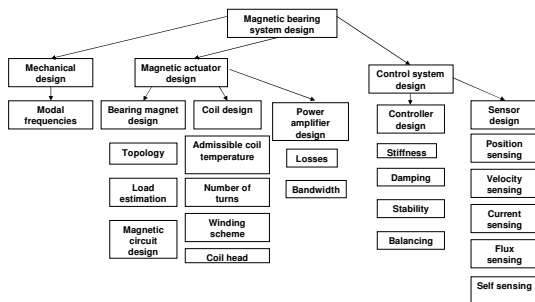 Magnetic bearing
system design
Mechanical
design
Magnetic actuator
design
Control system
design
Modal
frequencies
Bearing magnet
design
Coil design
Power
amplifier
design
Controller
design
Sensor
design
Topology
Load
estimation
Magnetic
circuit
design
Admissible coil
temperature
Number of
turns
Winding
scheme
Coil head
Losses
Bandwidth
Stiffness
Damping
Stability
Balancing
Position
sensing
Velocity
sensing
Current
sensing
Flux
sensing
Self sensing